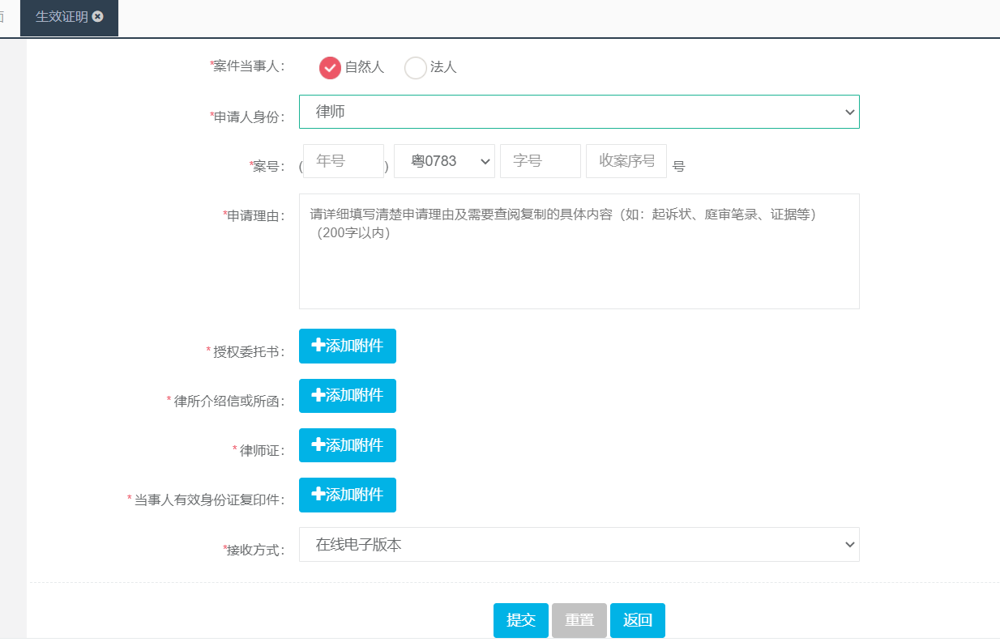 生效证明
*案件当事人： 自然人 法人
*申请人身份： 律师
*案号： ( 年号 ) 粤0783 字号 收案序号 号
*申请理由： 请详细填写清楚申请理由及需要查阅复制的具体内容（如：起诉状、庭审笔录、证据等）
（200字以内）
* 授权委托书： 添加附件
* 律所介绍信或所函： 添加附件
* 律师证： 添加附件
* 当事人有效身份证复印件： 添加附件
*接收方式： 在线电子版本
提交 重置 返回